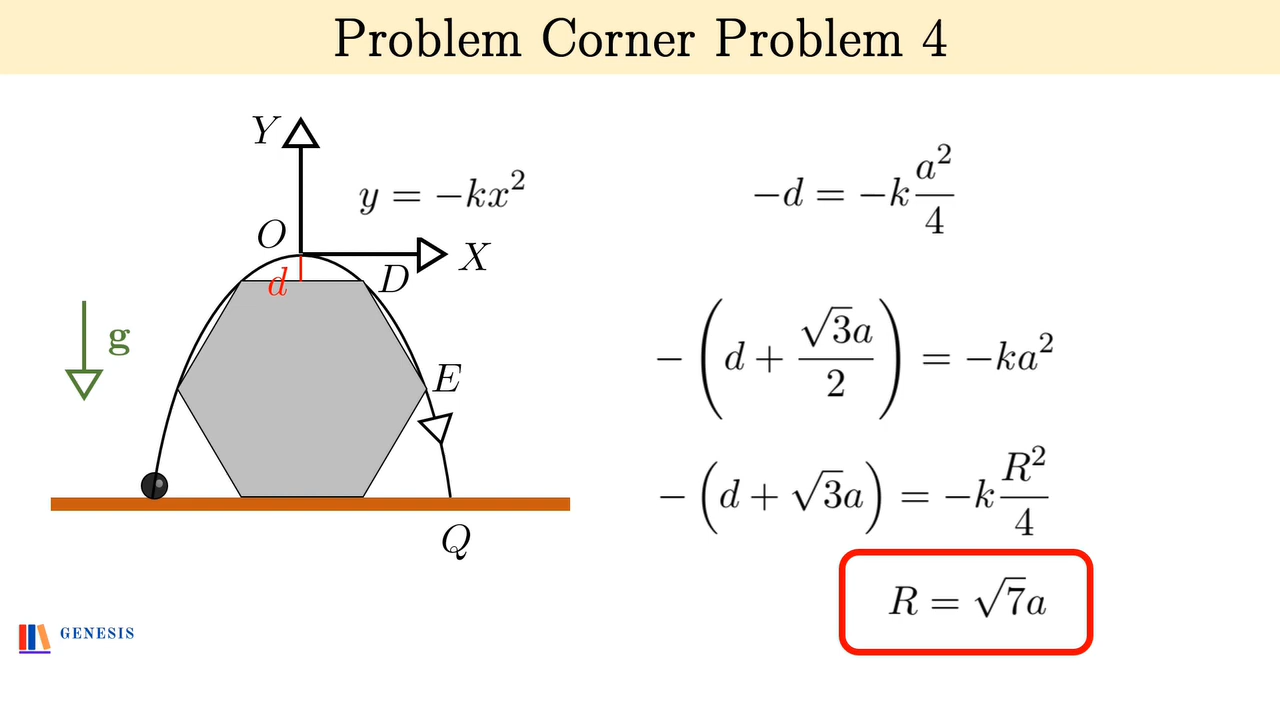 Problem Corner Problem 4
Y
y = −kx²
O
X
d
D
g
E
Q
−d = −k a²/4
−(d + √3a/2) = −ka²
−(d + √3a) = −k R²/4
R = √7a
GENESIS